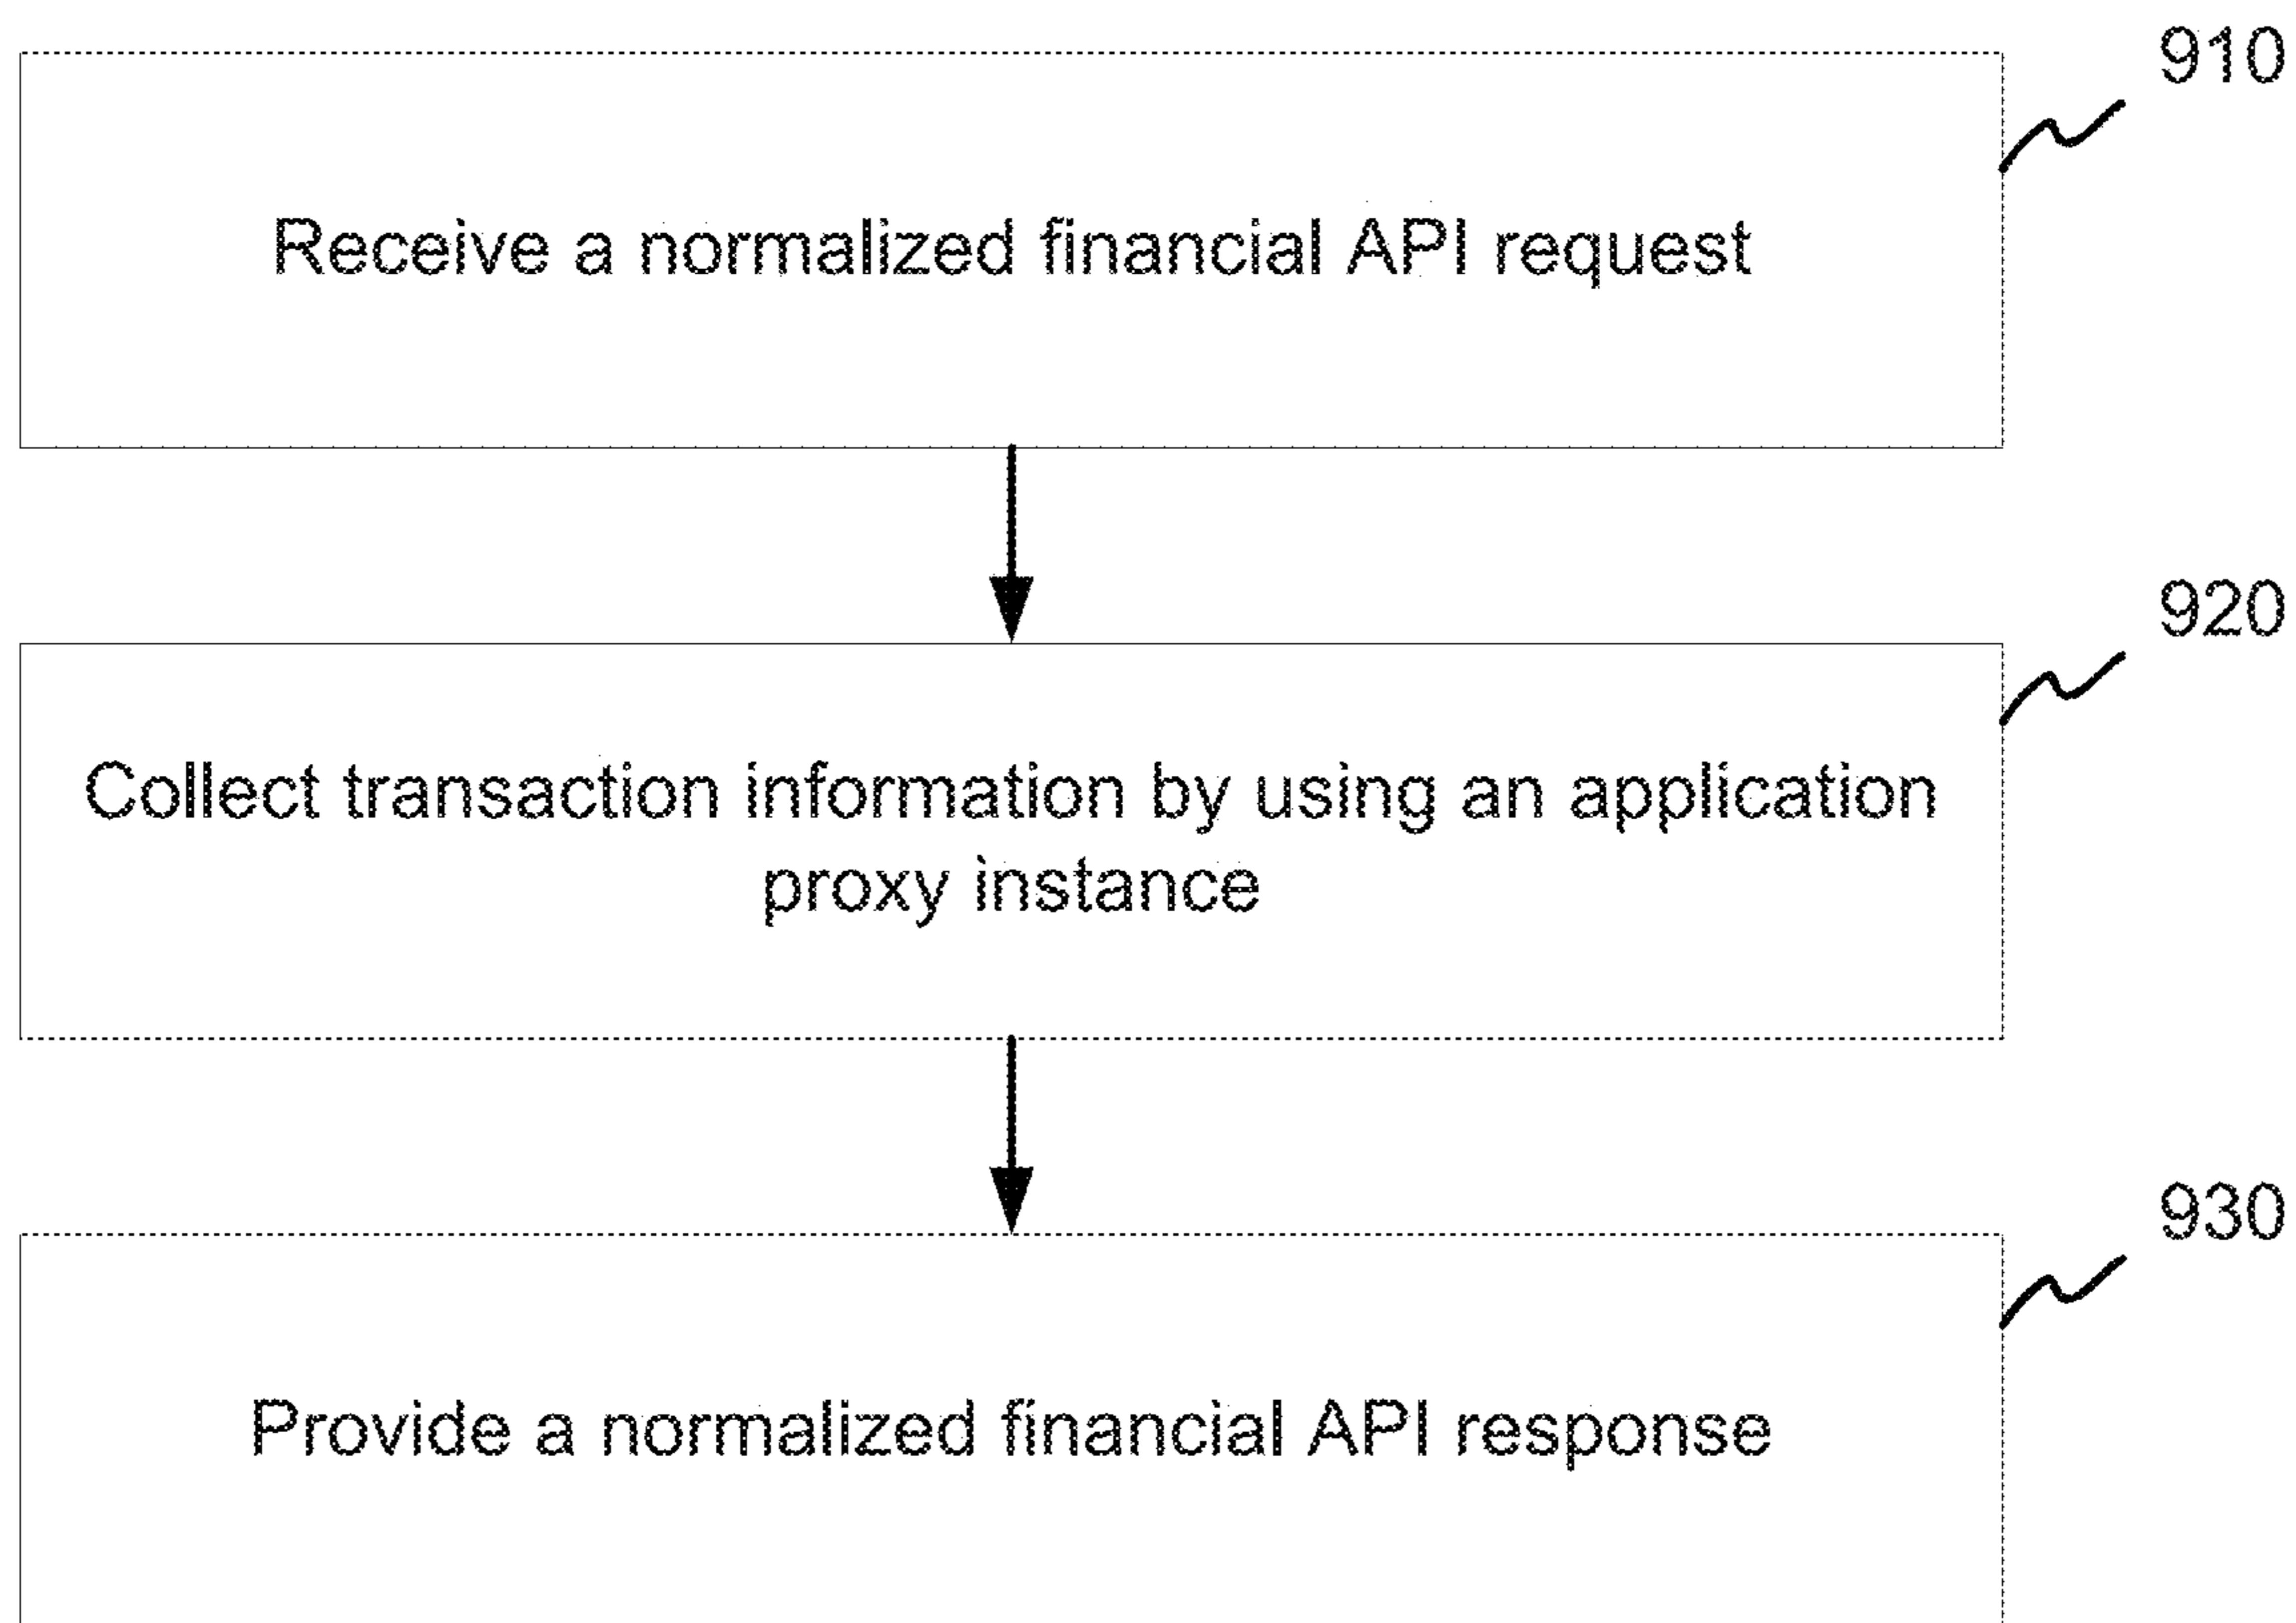 910
Receive a normalized financial API request
920
Collect transaction information by using an application
proxy instance
930
Provide a normalized financial API response